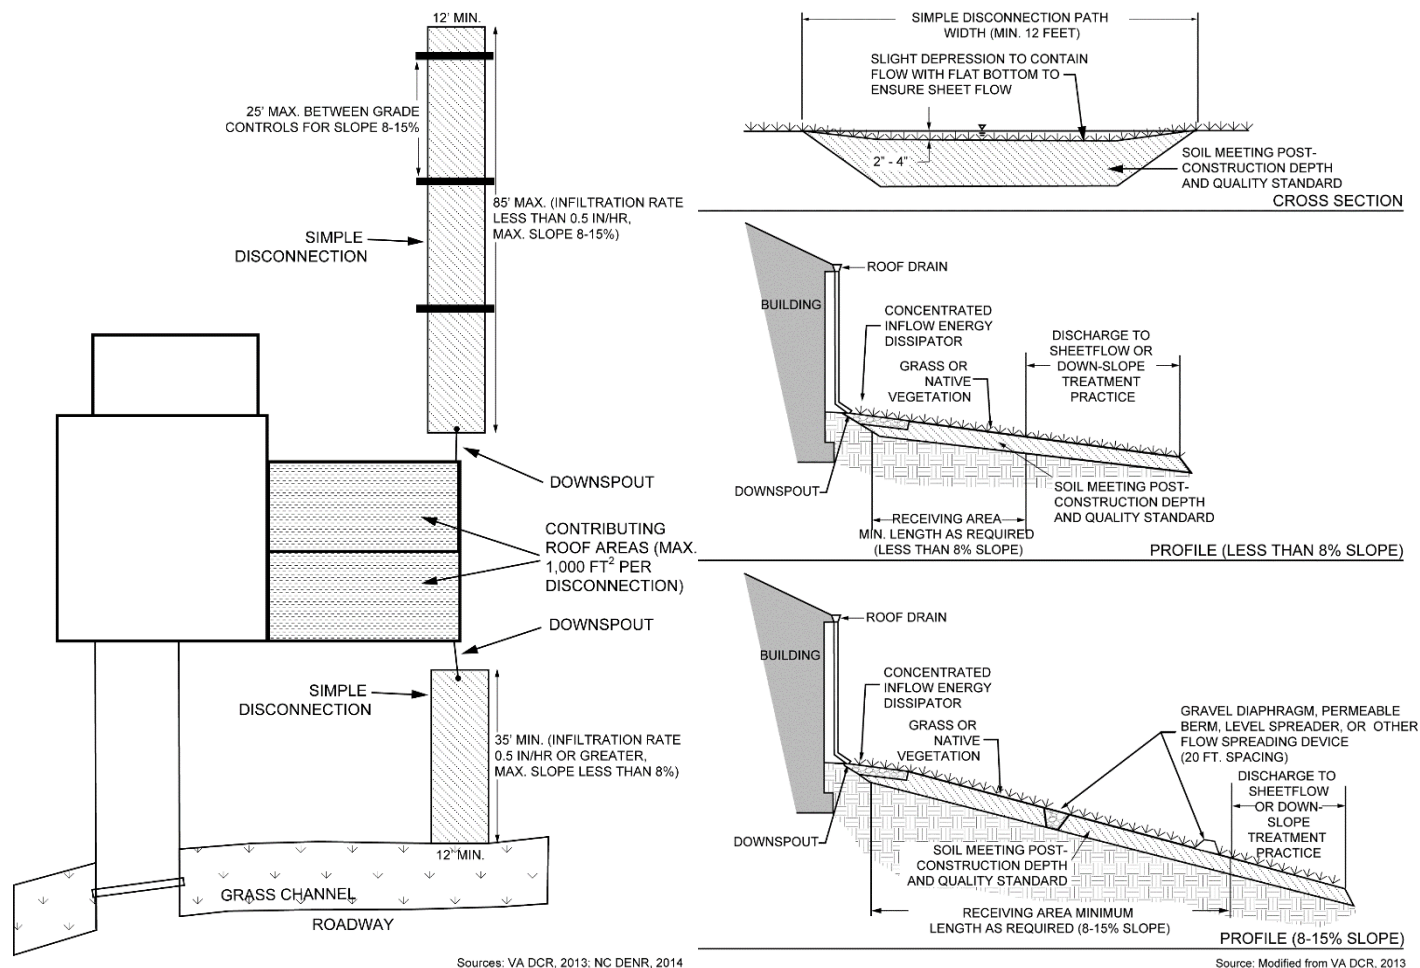 12' MIN.
25' MAX. BETWEEN GRADE
CONTROLS FOR SLOPE 8-15%
85' MAX. (INFILTRATION RATE
LESS THAN 0.5 IN/HR,
MAX. SLOPE 8-15%)
SIMPLE
DISCONNECTION
DOWNSPOUT
CONTRIBUTING
ROOF AREAS (MAX.
1,000 FT² PER
DISCONNECTION)
DOWNSPOUT
SIMPLE
DISCONNECTION
35' MIN. (INFILTRATION RATE
0.5 IN/HR OR GREATER,
MAX. SLOPE LESS THAN 8%)
12' MIN.
GRASS CHANNEL
ROADWAY
Sources: VA DCR, 2013; NC DENR, 2014
SIMPLE DISCONNECTION PATH
WIDTH (MIN. 12 FEET)
SLIGHT DEPRESSION TO CONTAIN
FLOW WITH FLAT BOTTOM TO
ENSURE SHEET FLOW
2" - 4"
SOIL MEETING POST-
CONSTRUCTION DEPTH
AND QUALITY STANDARD
CROSS SECTION
ROOF DRAIN
BUILDING
CONCENTRATED
INFLOW ENERGY
DISSIPATOR
GRASS OR
NATIVE
VEGETATION
DISCHARGE TO
SHEETFLOW OR
DOWN-SLOPE
TREATMENT
PRACTICE
DOWNSPOUT
SOIL MEETING POST-
CONSTRUCTION DEPTH
AND QUALITY STANDARD
RECEIVING AREA
MIN. LENGTH AS REQUIRED
(LESS THAN 8% SLOPE)
PROFILE (LESS THAN 8% SLOPE)
ROOF DRAIN
BUILDING
CONCENTRATED
INFLOW ENERGY
DISSIPATOR
GRASS OR
NATIVE
VEGETATION
GRAVEL DIAPHRAGM, PERMEABLE
BERM, LEVEL SPREADER, OR OTHER
FLOW SPREADING DEVICE
(20 FT. SPACING)
DISCHARGE TO
SHEETFLOW
OR DOWN-
SLOPE
TREATMENT
PRACTICE
DOWNSPOUT
SOIL MEETING POST-
CONSTRUCTION DEPTH
AND QUALITY STANDARD
RECEIVING AREA MINIMUM
LENGTH AS REQUIRED (8-15% SLOPE)
PROFILE (8-15% SLOPE)
Source: Modified from VA DCR, 2013